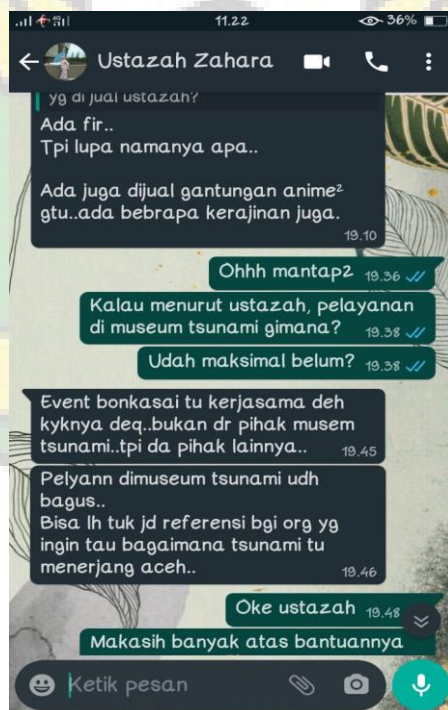 11.22
36%
Ustazah Zahara
yg di jual ustazah?
Ada fir..
Tpi lupa namanya apa..
Ada juga dijual gantungan anime²
gtu..ada bebrapa kerajinan juga.
19.10
Ohhh mantap2 19.36
Kalau menurut ustazah, pelayanan
di museum tsunami gimana? 19.38
Udah maksimal belum? 19.38
Event bonkasai tu kerjasama deh
kyknya deq..bukan dr pihak musem
tsunami..tpi da pihak lainnya.. 19.45
Pelyann dimuseum tsunami udh
bagus..
Bisa lh tuk jd referensi bgi org yg
ingin tau bagaimana tsunami tu
menerjang aceh.. 19.46
Oke ustazah 19.48
Makasih banyak atas bantuannya
Ketik pesan